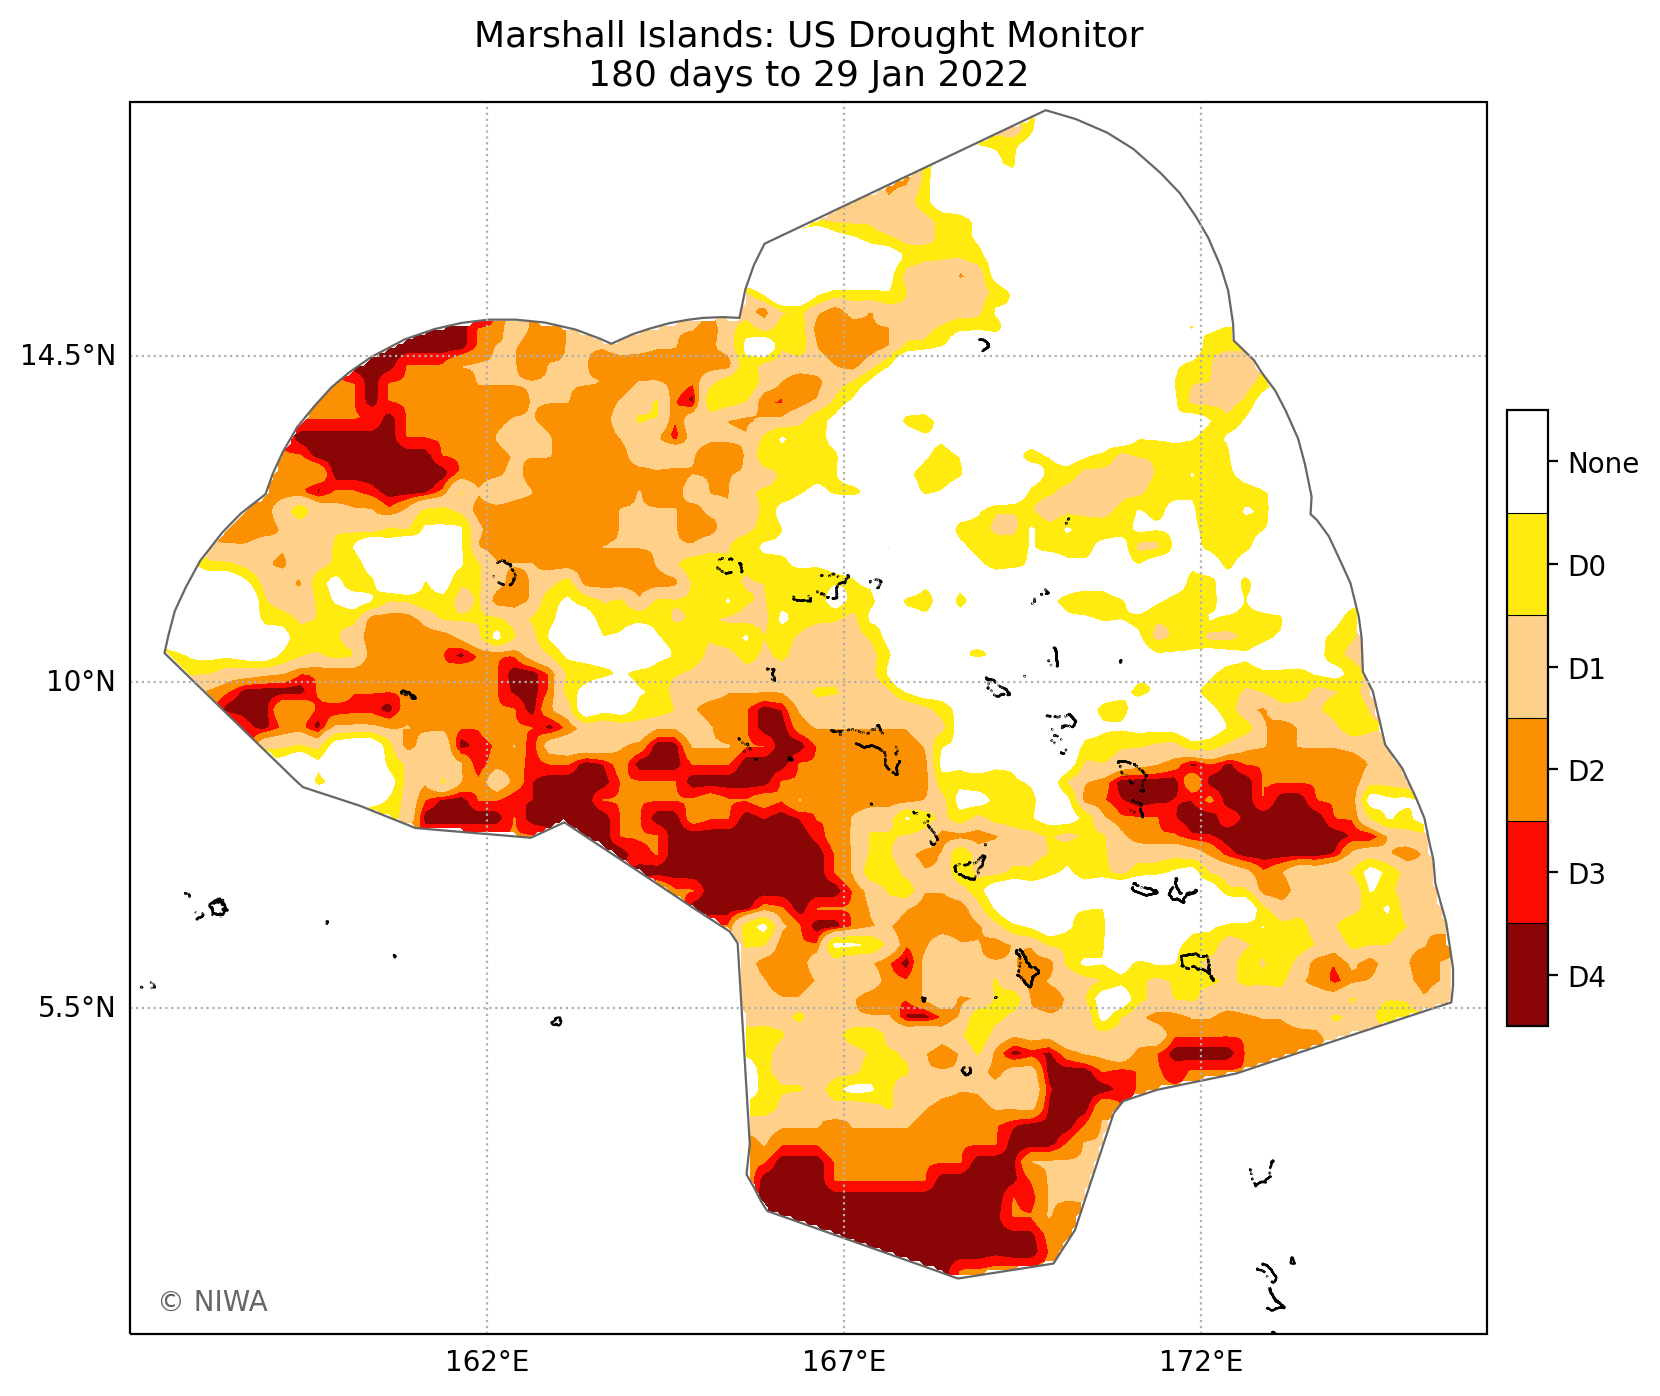 Marshall Islands: US Drought Monitor
180 days to 29 Jan 2022
14.5°N
10°N
5.5°N
162°E
167°E
172°E
None
D0
D1
D2
D3
D4
© NIWA